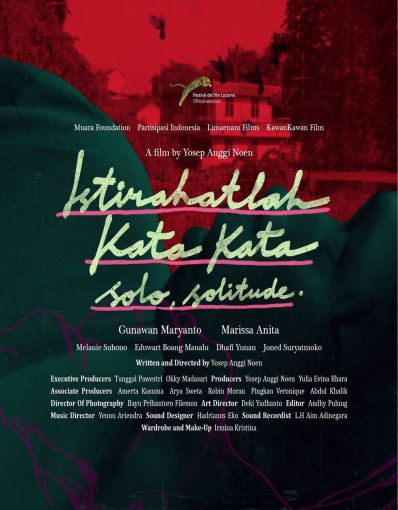 Festival del film Locarno
Official selection
Muara Foundation Partisipasi Indonesia Limaenam Films KawanKawan Film
A film by Yosep Anggi Noen
Istirahatlah
Kata Kata
solo, solitude.
Gunawan Maryanto Marissa Anita
Melanie Subono Eduwart Boang Manalu Dhafi Yunan Joned Suryatmoko
Written and Directed by Yosep Anggi Noen
Executive Producers Tunggal Pawestri Okky Madasari Producers Yosep Anggi Noen Yulia Evina Bhara
Associate Producers Amerta Kusuma Arya Sweta Robin Moran Pingkan Veronique Abdul Khalik
Director Of Photography Bayu Prihantoro Filemon Art Director Deki Yudhanto Editor Andhy Pulung
Music Director Yennu Ariendra Sound Designer Hadrianus Eko Sound Recordist L.H Aim Adinegara
Wardrobe and Make-Up Irmina Kristina